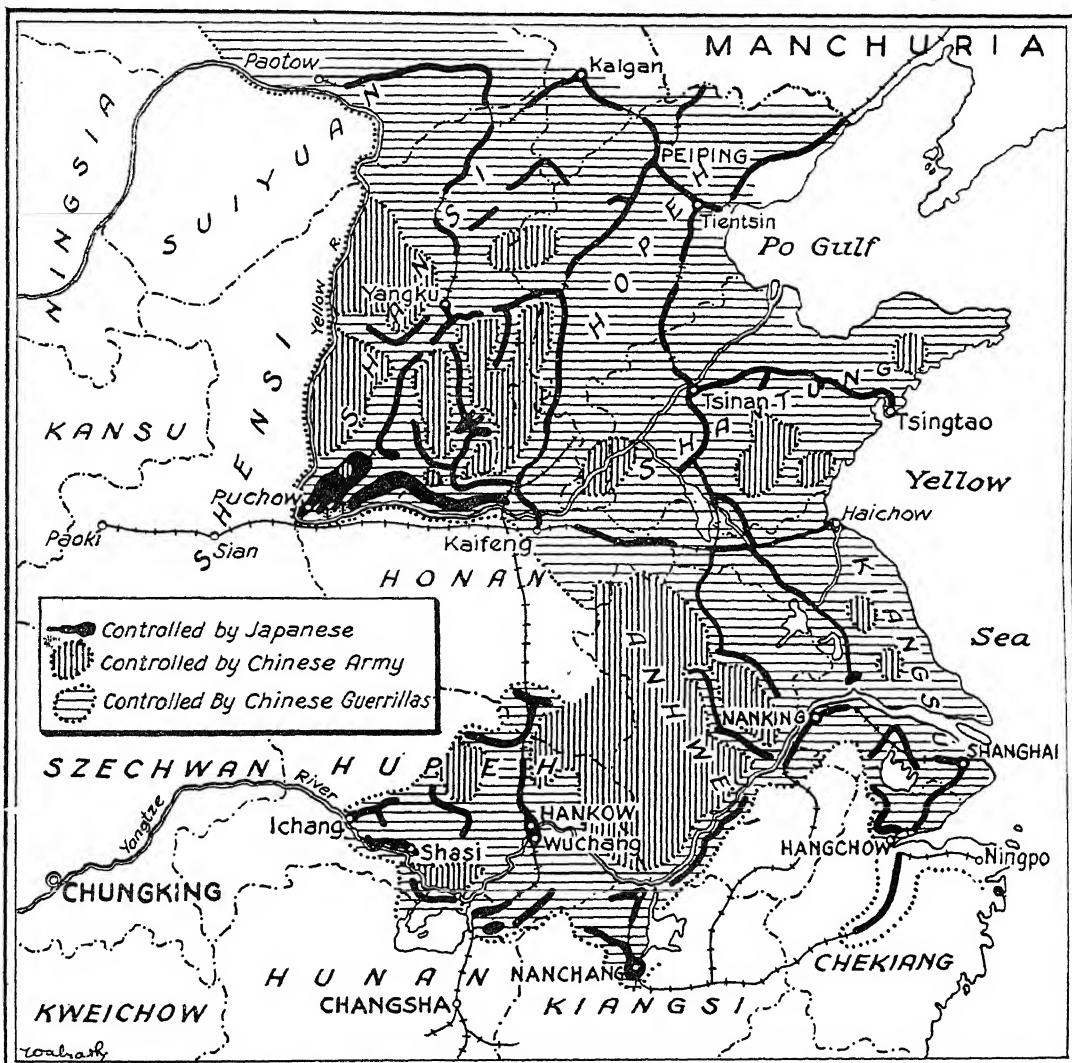 MANCHURIA
Paotow
Kalgan
NINGSIA
SUIYUAN
PEIPING
HOPEH
Tientsin
Po Gulf
Yellow R.
Yangku
SHANSI
SHENSI
KANSU
Tsinan
SHANTUNG
Tsingtao
Yellow
Sea
Puchow
Haichow
Paoki
Sian
Kaifeng
HONAN
KANGSU
Controlled by Japanese
Controlled by Chinese Army
Controlled By Chinese Guerrillas
ANHWE
NANKING
SHANGHAI
SZECHWAN
HUPEH
Yangtze River
Ichang
HANKOW
Wuchang
Shasi
HANGCHOW
Ningpo
CHUNGKING
HUNAN
NANCHANG
CHEKIANG
KIANGSI
CHANGSHA
KWEICHOW